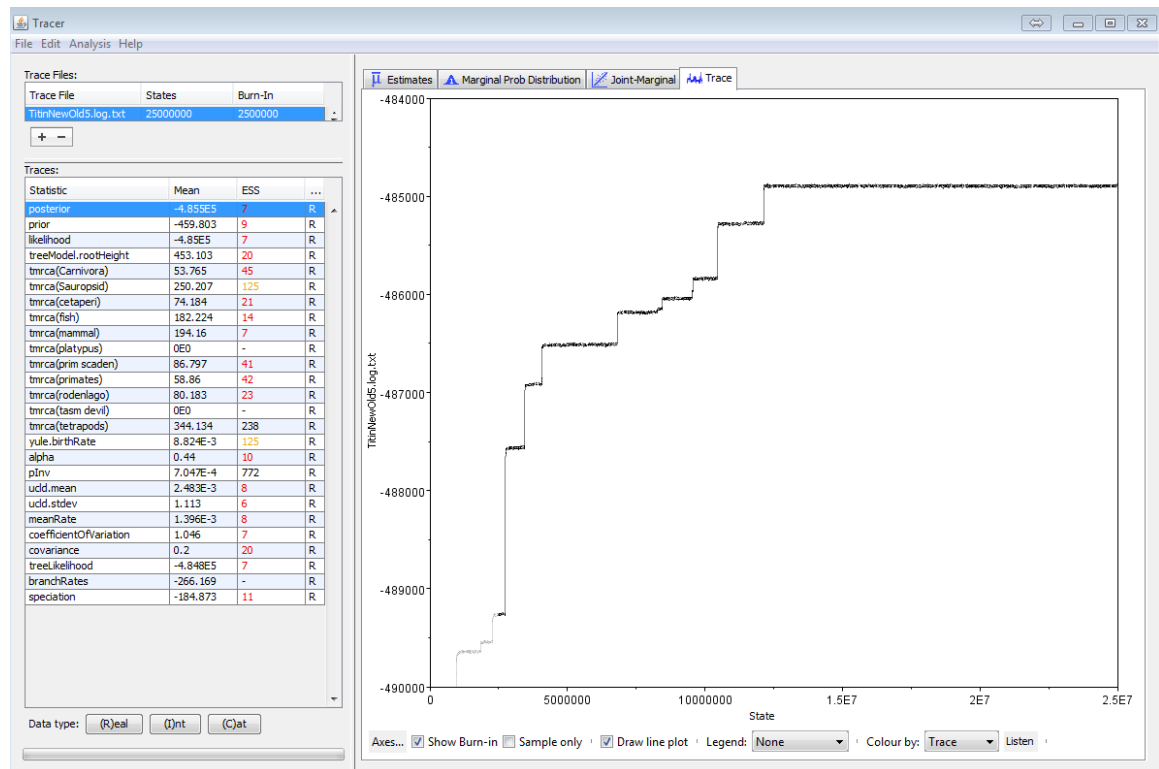 Tracer
File Edit Analysis Help
Trace Files:
Trace File States Burn-In
TitinNewOld5.log.txt 25000000 2500000
+ -
Traces:
Statistic Mean ESS ...
posterior -4.855E5 7 R
prior -459.803 9 R
likelihood -4.85E5 7 R
treeModel.rootHeight 453.103 20 R
tmrca(Carnivora) 53.765 45 R
tmrca(Sauropsid) 250.207 125 R
tmrca(cetaperi) 74.184 21 R
tmrca(fish) 182.224 14 R
tmrca(mammal) 194.16 7 R
tmrca(platypus) 0E0 - R
tmrca(prim scaden) 86.797 41 R
tmrca(primates) 58.86 42 R
tmrca(rodenlago) 80.183 23 R
tmrca(tasm devil) 0E0 - R
tmrca(tetrapods) 344.134 238 R
yule.birthRate 8.824E-3 125 R
alpha 0.44 10 R
pInv 7.047E-4 772 R
ucld.mean 2.483E-3 8 R
ucld.stdev 1.113 6 R
meanRate 1.396E-3 8 R
coefficientOfVariation 1.046 7 R
covariance 0.2 20 R
treeLikelihood -4.848E5 7 R
branchRates -266.169 - R
speciation -184.873 11 R
Data type: (R)eal (I)nt (C)at
Estimates Marginal Prob Distribution Joint-Marginal Trace
-484000
-485000
-486000
-487000
-488000
-489000
-490000
TitinNewOld5.log.txt
0 5000000 10000000 1.5E7 2E7 2.5E7
State
Axes... Show Burn-in Sample only Draw line plot Legend: None Colour by: Trace Listen